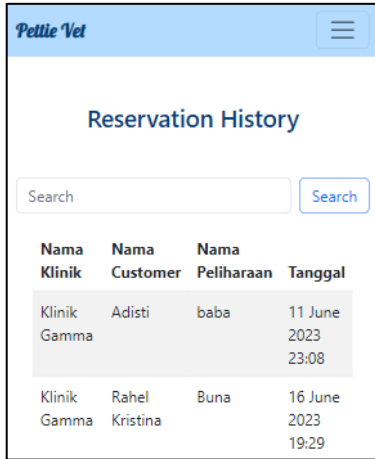 Pettie Vet
Reservation History
Search Search
Nama Nama Nama
Klinik Customer Peliharaan Tanggal
Klinik Adisti baba 11 June
Gamma 2023
23:08
Klinik Rahel Buna 16 June
Gamma Kristina 2023
19:29